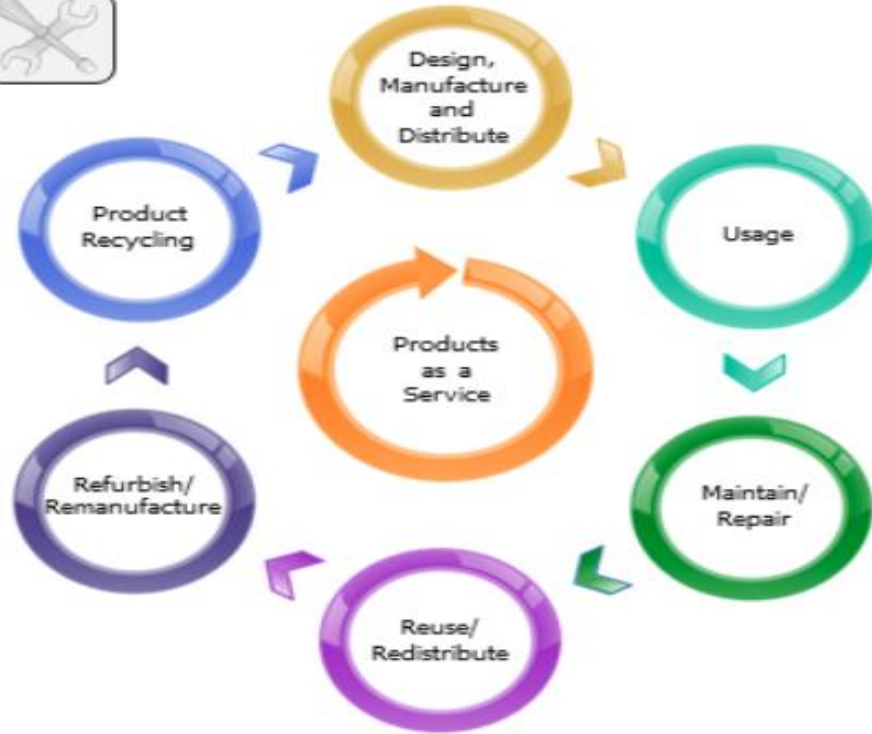 Design,
Manufacture
and
Distribute
Usage
Maintain/
Repair
Reuse/
Redistribute
Refurbish/
Remanufacture
Product
Recycling
Products
as a
Service